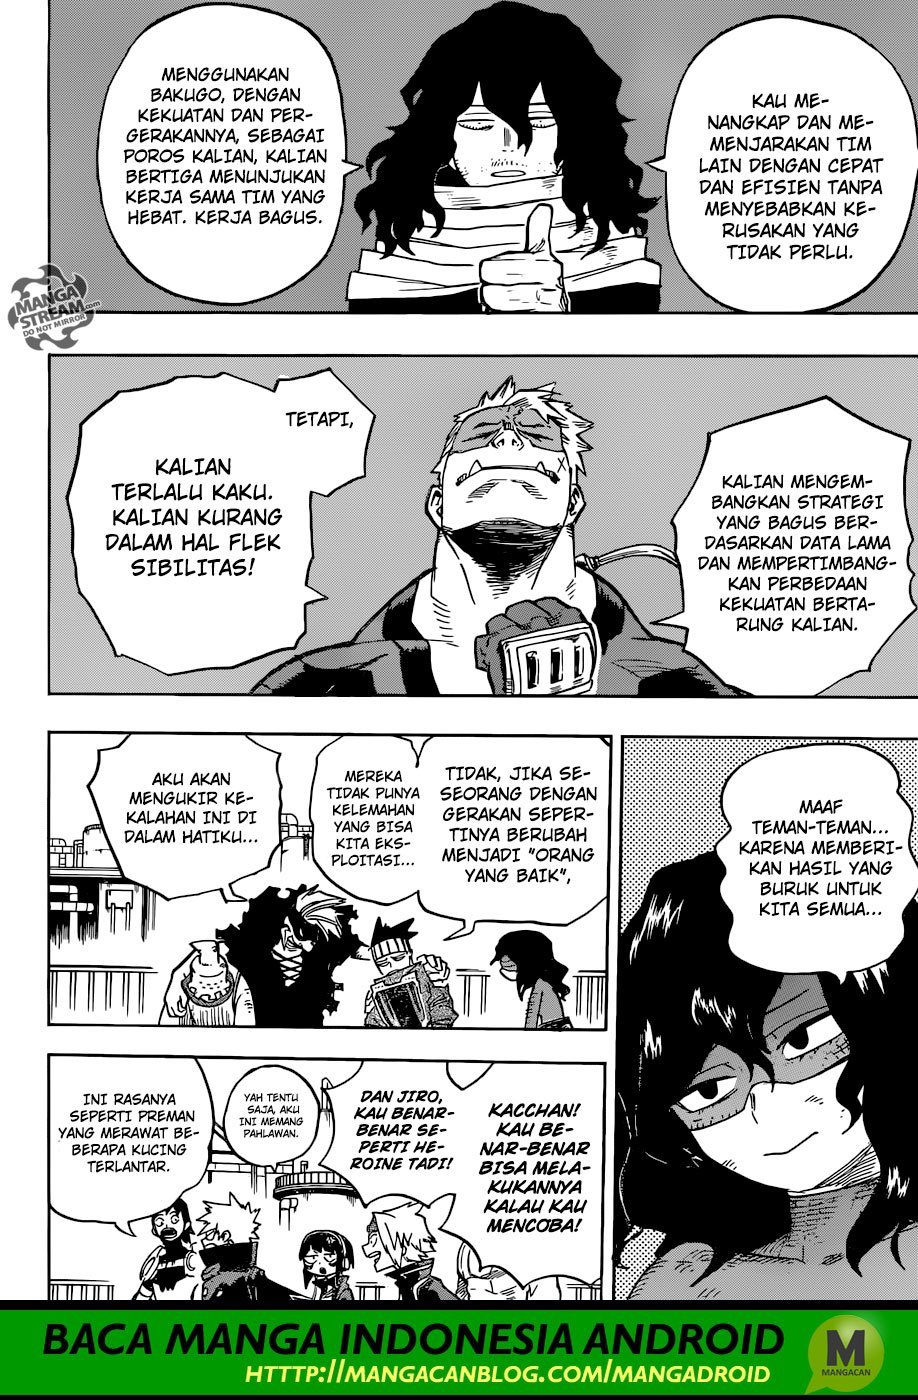 KAU ME-
NANGKAP DAN ME-
MENJARAKAN TIM
LAIN DENGAN CEPAT
DAN EFISIEN TANPA
MENYEBABKAN KE-
RUSAKAN YANG
TIDAK PERLU.
MENGGUNAKAN
BAKUGO, DENGAN
KEKUATAN DAN PER-
GERAKANNYA, SEBAGAI
POROS KALIAN, KALIAN
BERTIGA MENUNJUKAN
KERJA SAMA TIM YANG
HEBAT. KERJA BAGUS.
MANGA
STREAM.com
DO NOT MIRROR
KALIAN MENGEM-
BANGKAN STRATEGI
YANG BAGUS BER-
DASARKAN DATA LAMA
DAN MEMPERTIMBANG-
KAN PERBEDAAN
KEKUATAN BERTA-
RUNG KALIAN.
TETAPI,
KALIAN
TERLALU KAKU.
KALIAN KURANG
DALAM HAL FLEK
SIBILITAS!
MAAF
TEMAN-TEMAN...
KARENA MEMBERI-
KAN HASIL YANG
BURUK UNTUK
KITA SEMUA...
TIDAK, JIKA SE-
SEORANG DENGAN
GERAKAN SEPER-
TINYA BERUBAH
MENJADI "ORANG
YANG BAIK",
MEREKA
TIDAK PUNYA
KELEMAHAN
YANG BISA
KITA EKS-
PLOITASI...
AKU AKAN
MENGUKIR KE-
KALAHAN INI DI
DALAM HATIKU...
KACCHAN!
KAU BE-
NAR-BENAR
BISA MELA-
KUKANNYA
KALAU KAU
MENCOBA!
DAN JIRO,
KAU BENAR-
BENAR SE
PERTI HE-
ROINE TADI!
YAH TENTU
SAJA, AKU
INI MEMANG
PAHLAWAN.
INI RASANYA
SEPERTI PREMAN
YANG MERAWAT BE-
BERAPA KUCING
TERLANTAR.
BACA MANGA INDONESIA ANDROID
HTTTP://MANGACANBLOG.COM/MANGADROID
M
MANGACAN